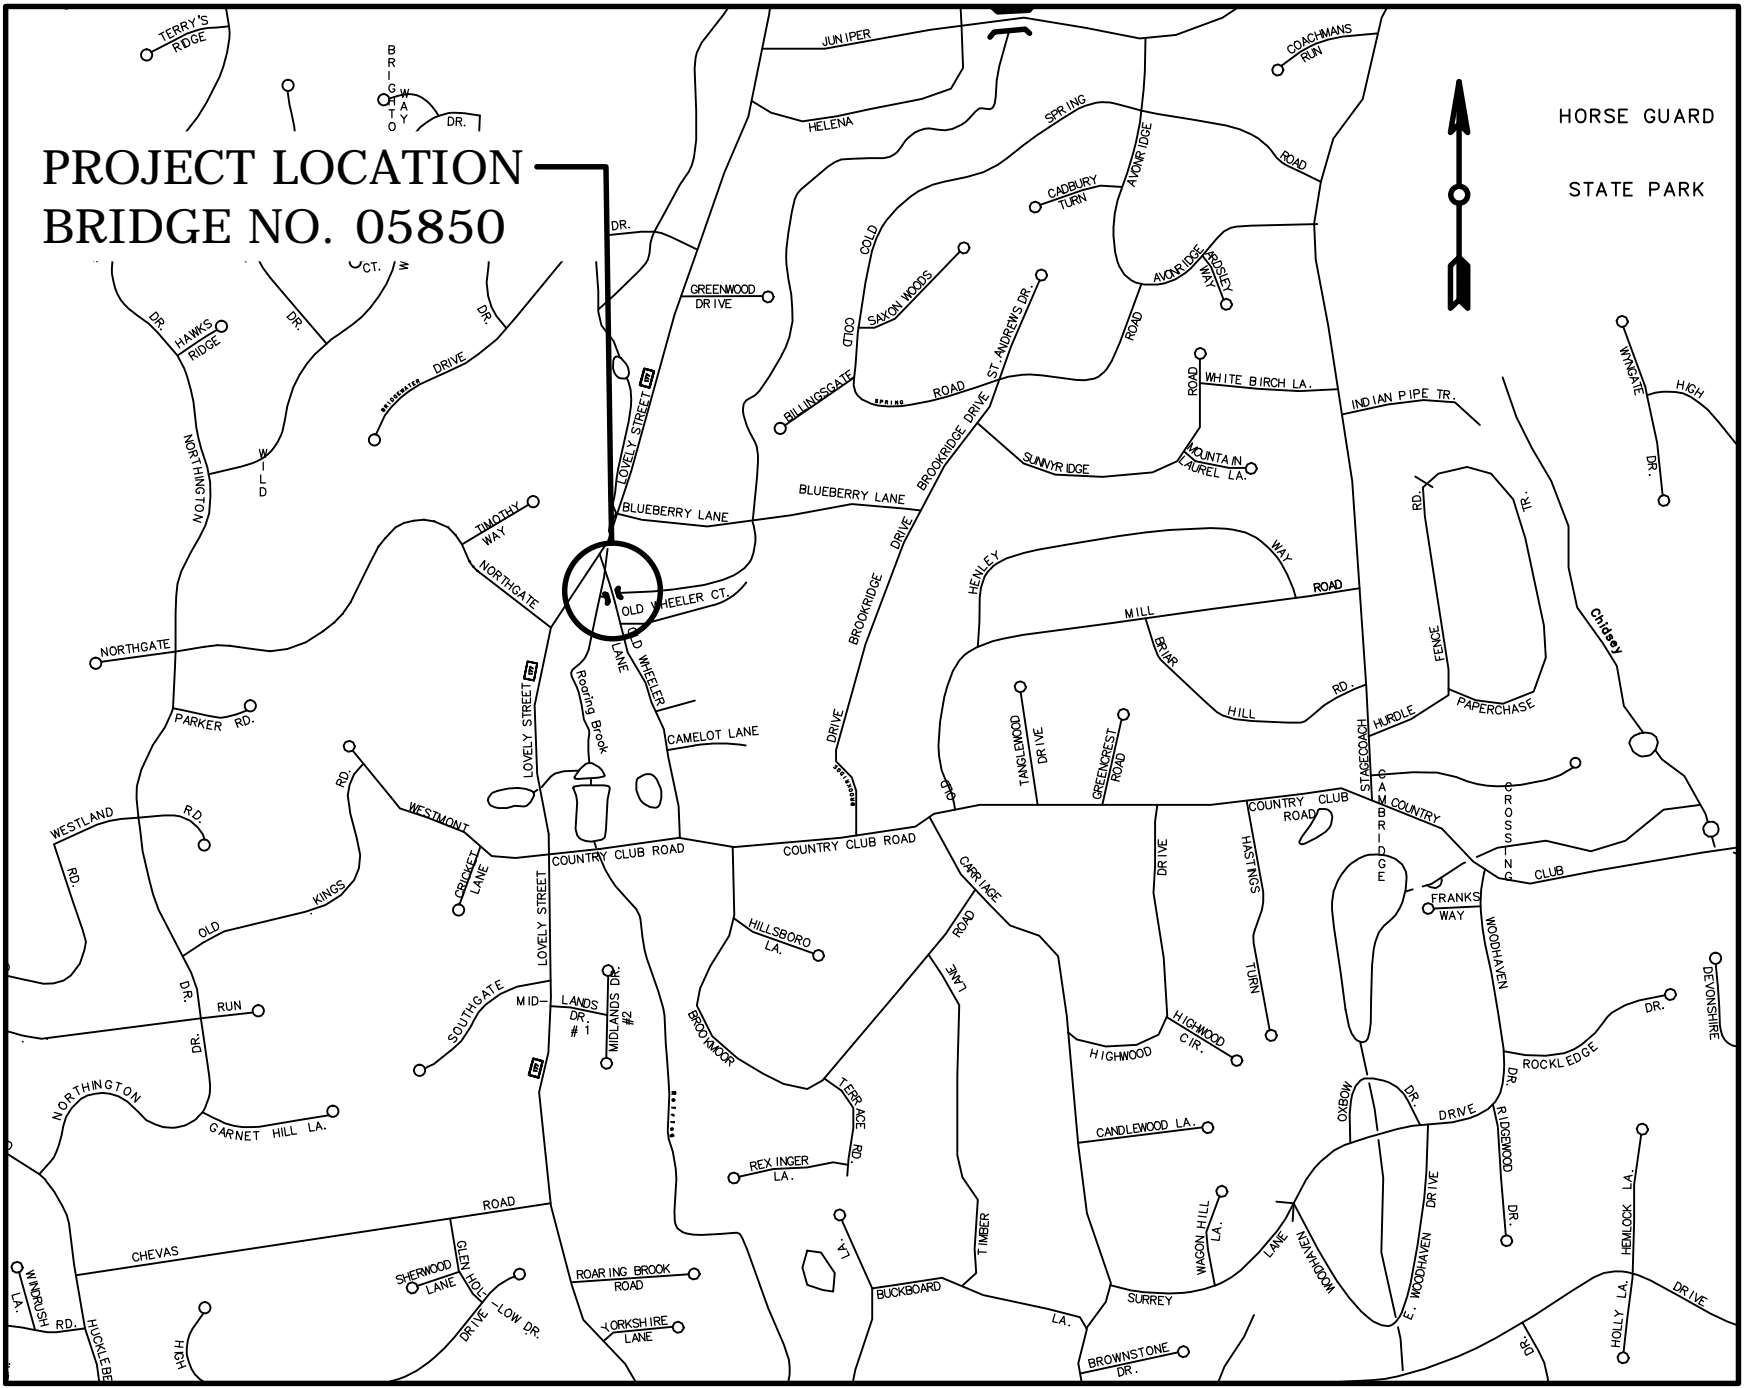 TERRY'S
RIDGE
BRIGHTO
WAY
DR.
JUNIPER
HELENA
COACHMANS
RUN
HORSE GUARD
STATE PARK
PROJECT LOCATION
BRIDGE NO. 05850
SPRING
ROAD
AVONRIDGE
CADBURY
TURN
COLD
DR.
CT.
W
GREENWOOD
DRIVE
SAXON WOODS
AVONRIDGE
ARDSLEY
WAY
ST. ANDREWS DR.
ROAD
DR.
HAWKS
RIDGE
DR.
DR.
DRIVE
BRIDGEWATER
COLD
BILLINGSGATE
SPRING
ROAD
LOVELY STREET
177
ROAD
WHITE BIRCH LA.
INDIAN PIPE TR.
WYNGATE
HIGH
DR.
NORTHINGTON
WILD
BROOKRIDGE DRIVE
SUNNYRIDGE
MOUNTAIN
LAUREL LA.
RD.
TR.
TIMOTHY
WAY
BLUEBERRY LANE
BLUEBERRY LANE
DRIVE
NORTHGATE
HENLEY
WAY
ROAD
MILL
OLD WHEELER CT.
BROOKRIDGE
Chidsey
NORTHGATE
LANE
OLD WHEELER
BRIAR
FENCE
177
LOVELY STREET
Roaring Brook
RD.
HILL
HURDLE
PAPERCHASE
PARKER RD.
CAMELOT LANE
DRIVE
TANGLEWOOD
DRIVE
GREENCREST
ROAD
STAGECOACH
RD.
BROOKRIDGE
OLD
CAMBRIDGE
CROSSING
WESTLAND
RD.
WESTMONT
COUNTRY CLUB
ROAD
COUNTRY
CLUB
COUNTRY CLUB ROAD
COUNTRY CLUB ROAD
CRICKET
LANE
RD.
KINGS
OLD
LOVELY STREET
CARRIAGE
DRIVE
HASTINGS
FRANKS
WAY
HILLSBORO
LA.
ROAD
WOODHAVEN
DR.
RUN
SOUTHGATE
MID-
LANDS
DR.
#1
MIDLANDS DR.
#2
LANE
TURN
DEVONSHIRE
DR.
BROOKMOOR
HIGHWOOD
HIGHWOOD
CIR.
DR.
ROCKLEDGE
177
NORTHINGTON
GARNET HILL LA.
TERRACE
RD.
OXBOW
DR.
DR.
DRIVE
CANDLEWOOD LA.
RIDGEWOOD
DR.
REXINGER
LA.
ROAD
CHEVAS
TIMBER
WAGON HILL
LA.
LANE
WOODHAVEN
E. WOODHAVEN
DRIVE
HEMLOCK LA.
LA.
SHERWOOD
LANE
GLEN HOL-
-LOW DR.
DRIVE
ROARING BROOK
ROAD
BUCKBOARD
LA.
SURREY
DRIVE
HOLLY LA.
WINDRUSH
LA.
RD.
HUCKLEBE
HIGH
YORKSHIRE
LANE
BROWNSTONE
DR.
DR.